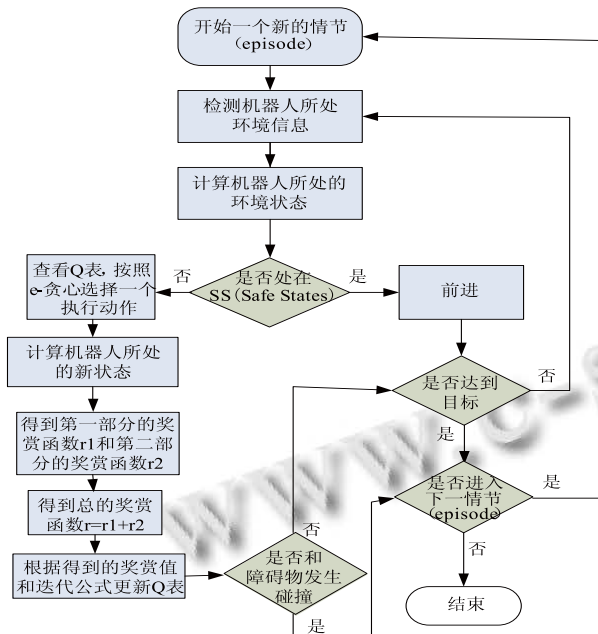 开始一个新的情节
(episode)
检测机器人所处
环境信息
计算机器人所处的
环境状态
是否处在
SS(Safe States)
否
是
查看Q表，按照
e-贪心选择一个
执行动作
前进
计算机器人所处
的新状态
是否达到
目标
否
是
得到第一部分的奖
赏函数r1和第二部
分的奖赏函数r2
是否进入
下一情节
(episode)
是
否
得到总的奖赏
函数r=r1+r2
根据得到的奖赏值
和迭代公式更新Q表
否
是否和
障碍物发生
碰撞
是
结束
www.c-s